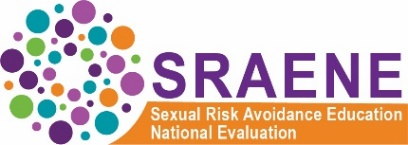 SRAENE
Sexual Risk Avoidance Education
National Evaluation